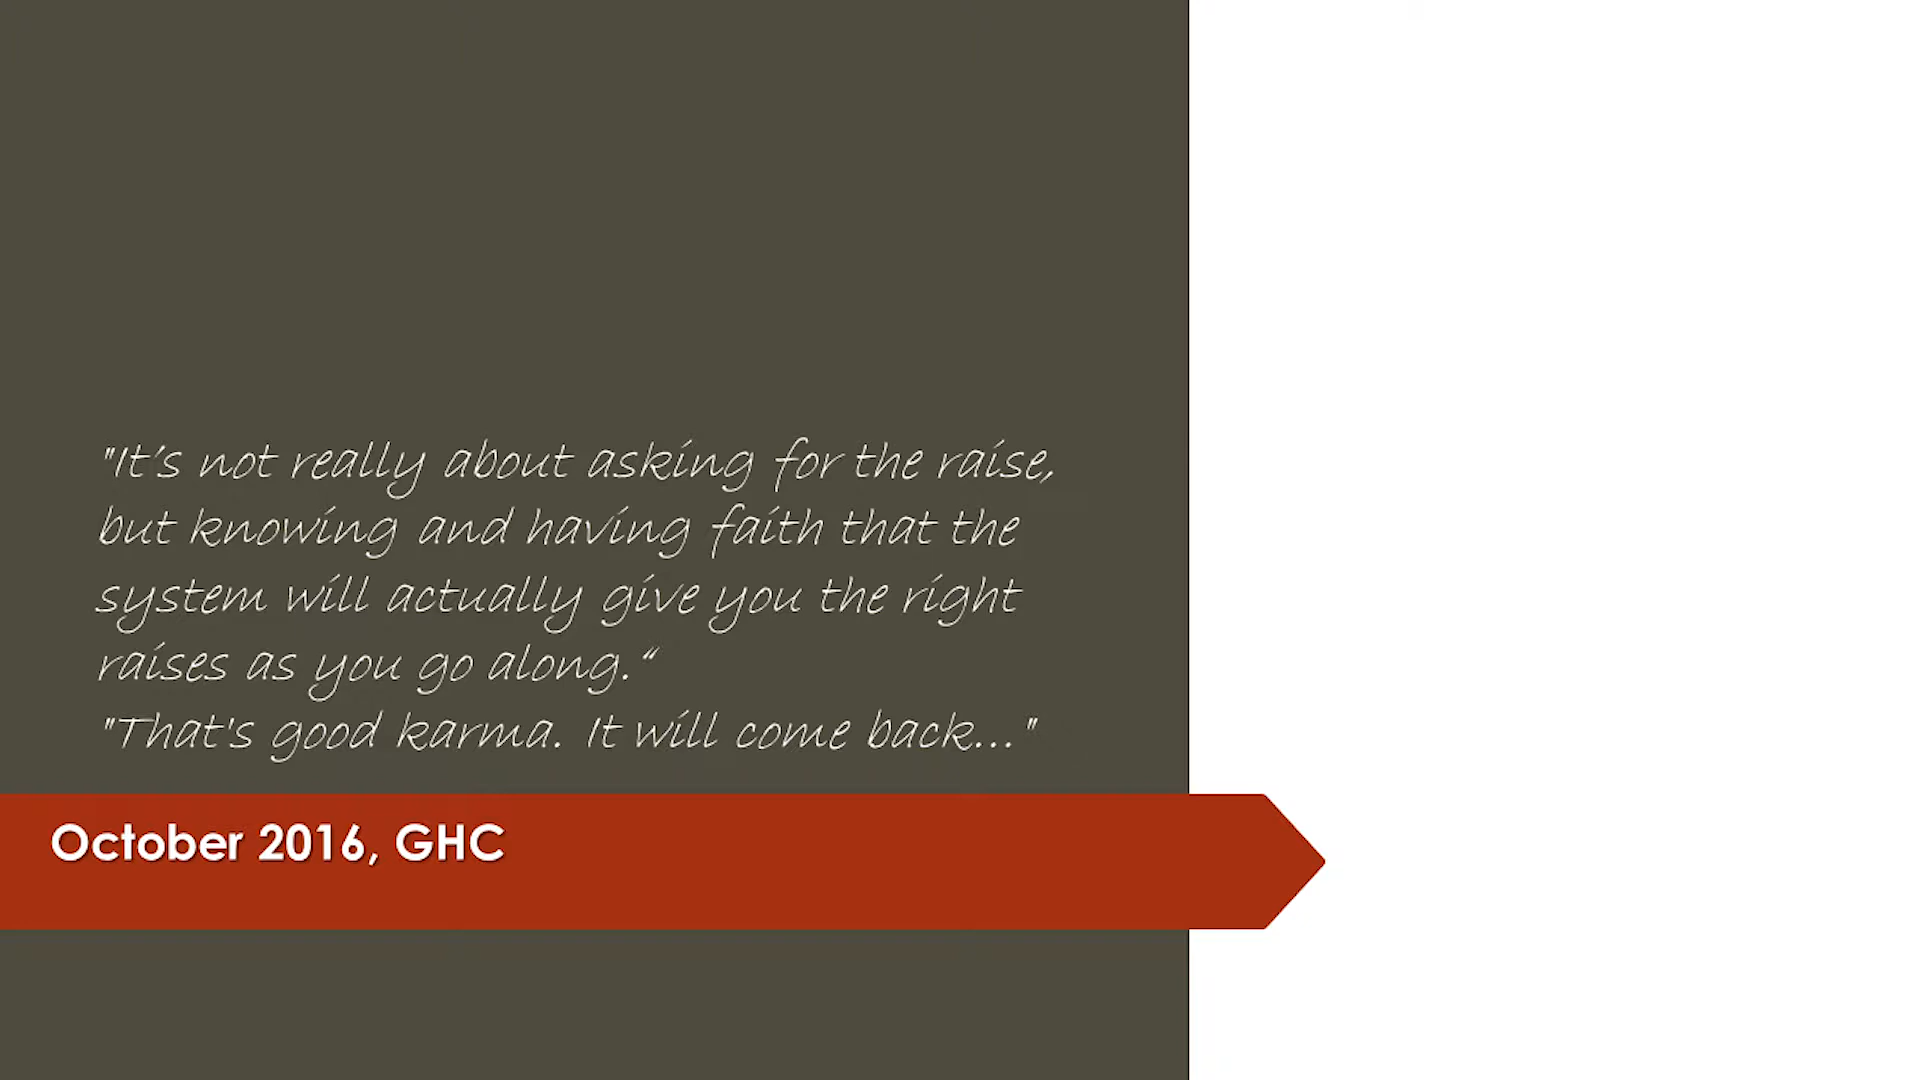 "It's not really about asking for the raise,
but knowing and having faith that the
system will actually give you the right
raises as you go along.“
"That's good karma. It will come back..."
October 2016, GHC